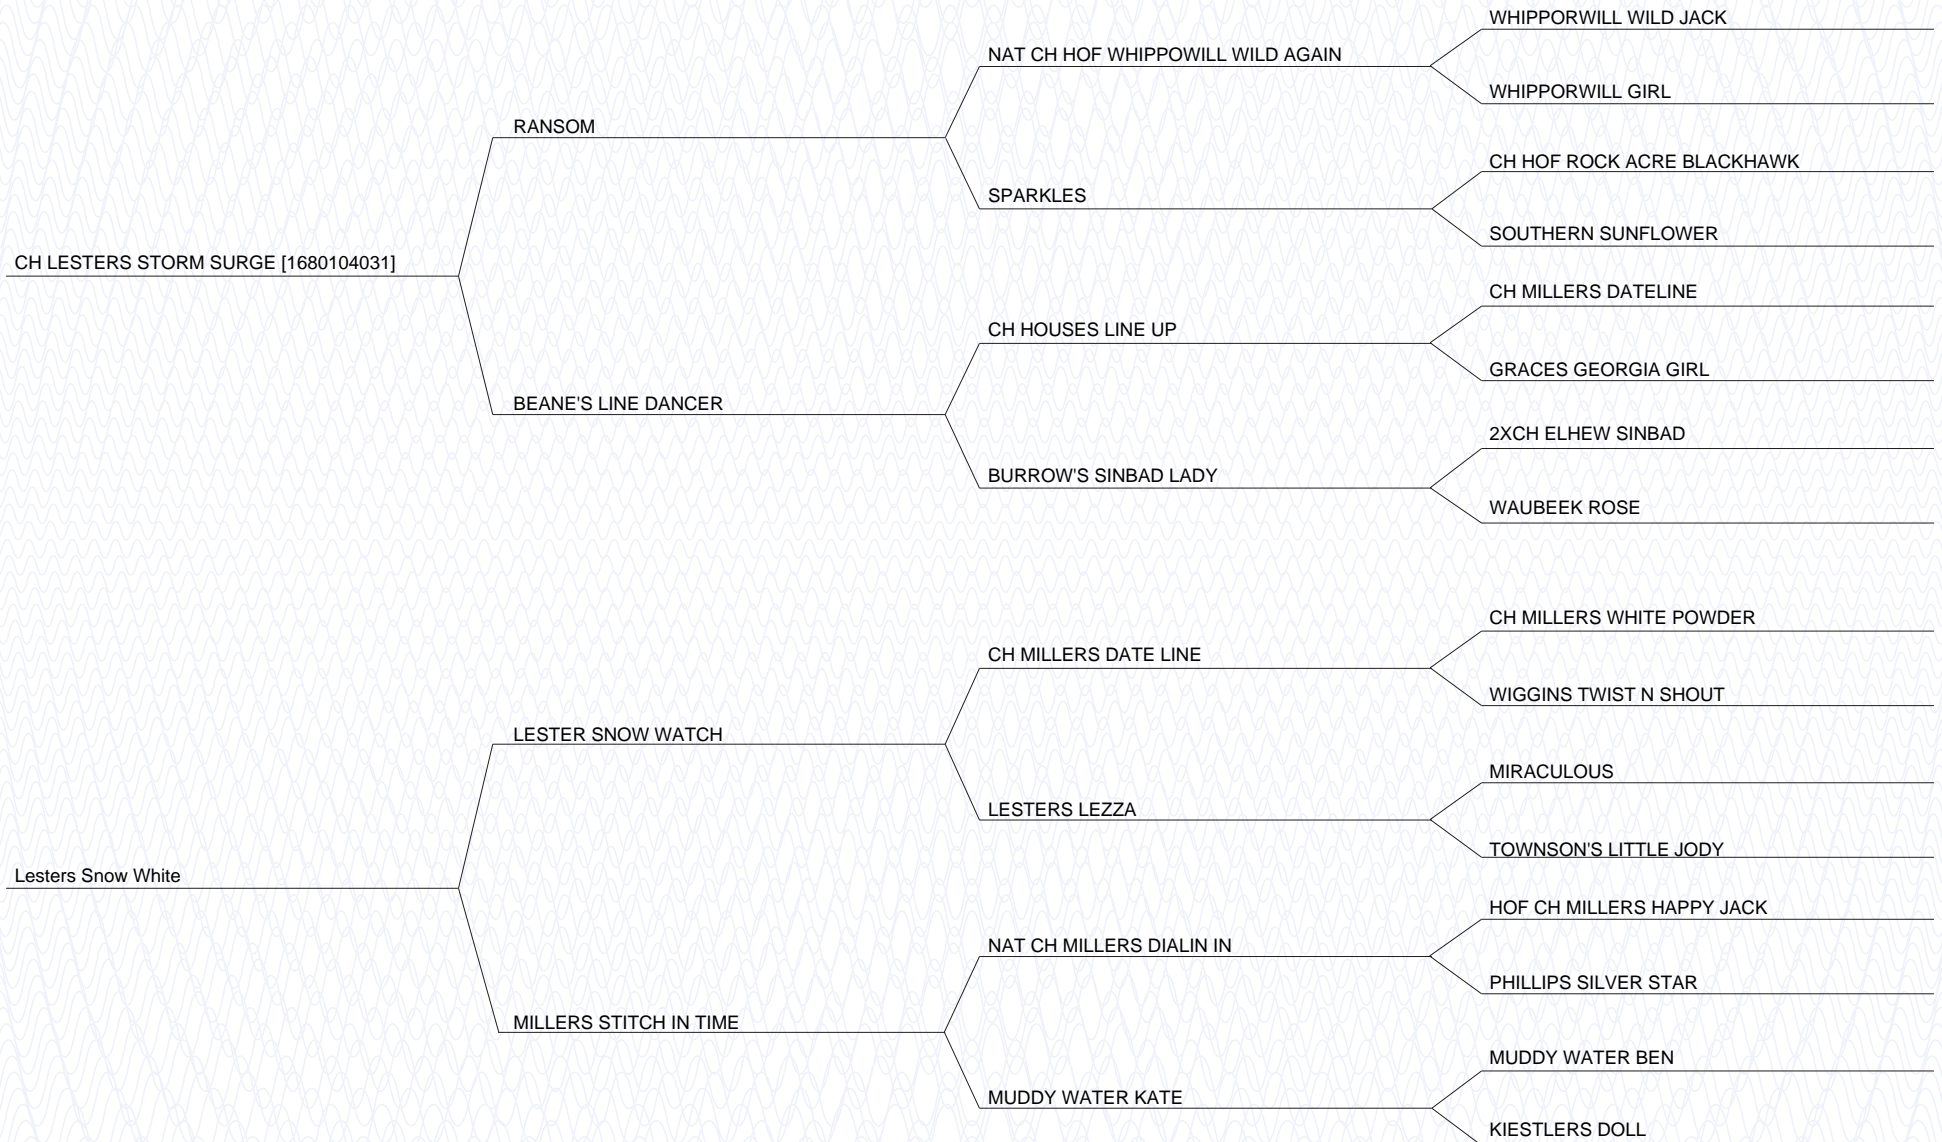 WHIPPORWILL WILD JACK
NAT CH HOF WHIPPOWILL WILD AGAIN
WHIPPORWILL GIRL
RANSOM
CH HOF ROCK ACRE BLACKHAWK
SPARKLES
SOUTHERN SUNFLOWER
CH LESTERS STORM SURGE [1680104031]
CH MILLERS DATELINE
CH HOUSES LINE UP
GRACES GEORGIA GIRL
BEANE'S LINE DANCER
2XCH ELHEW SINBAD
BURROW'S SINBAD LADY
WAUBEEK ROSE
CH MILLERS WHITE POWDER
CH MILLERS DATE LINE
WIGGINS TWIST N SHOUT
LESTER SNOW WATCH
MIRACULOUS
LESTERS LEZZA
TOWNSON'S LITTLE JODY
Lesters Snow White
HOF CH MILLERS HAPPY JACK
NAT CH MILLERS DIALIN IN
PHILLIPS SILVER STAR
MILLERS STITCH IN TIME
MUDDY WATER BEN
MUDDY WATER KATE
KIESTLERS DOLL